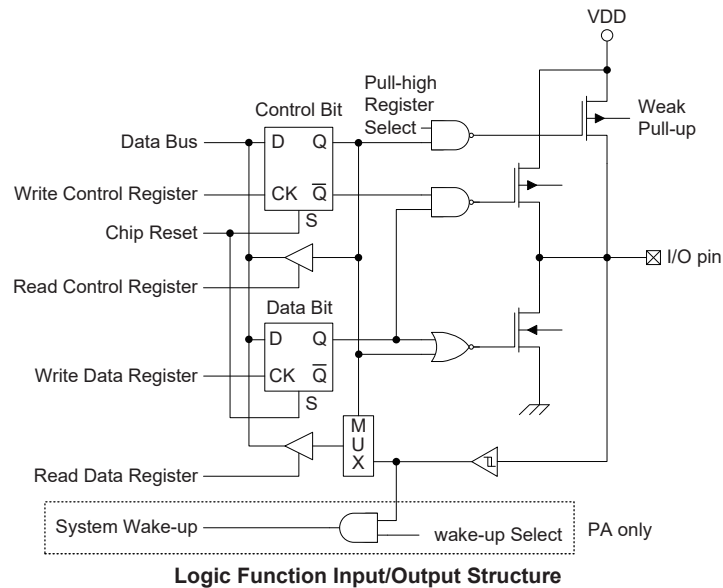 VDD
Pull-high
Register
Select
Control Bit
Weak
Pull-up
Data Bus
D Q
Write Control Register
CK Q̅
Chip Reset
S
I/O pin
Read Control Register
Data Bit
D Q
Write Data Register
CK Q̅
S
M
U
X
Read Data Register
System Wake-up
wake-up Select
PA only
Logic Function Input/Output Structure